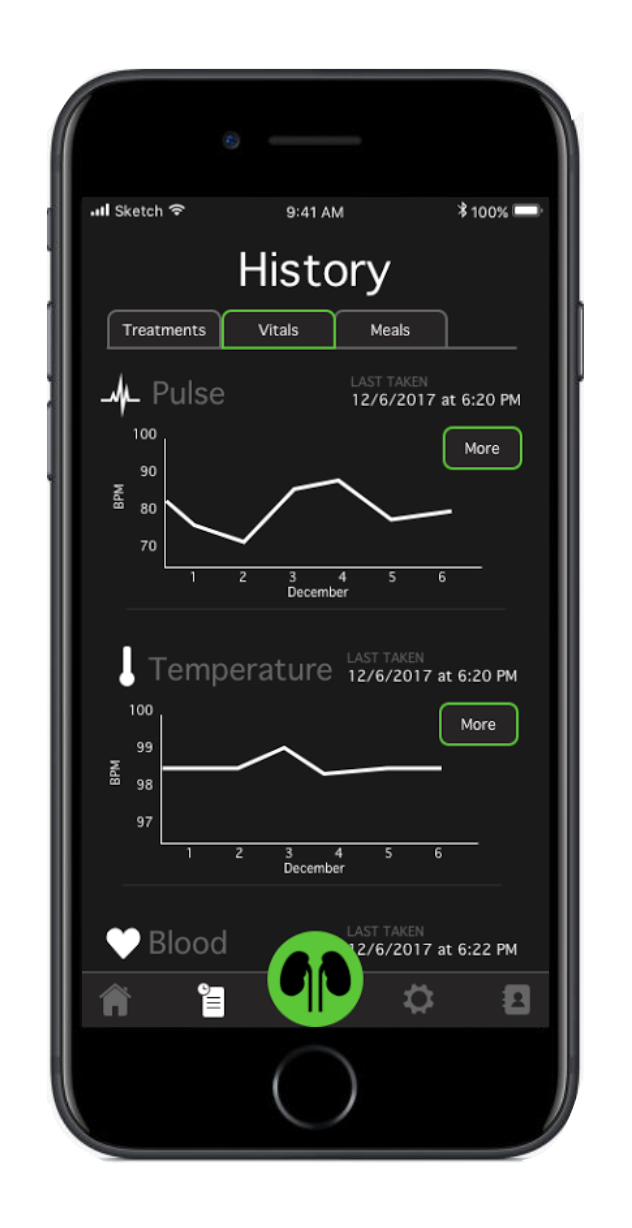 Sketch 9:41 AM 100%
History
Treatments Vitals Meals
Pulse
LAST TAKEN
12/6/2017 at 6:20 PM
More
100
90
80
70
BPM
1 2 3 4 5 6
December
Temperature
LAST TAKEN
12/6/2017 at 6:20 PM
More
100
99
98
97
BPM
1 2 3 4 5 6
December
Blood
LAST TAKEN
12/6/2017 at 6:22 PM